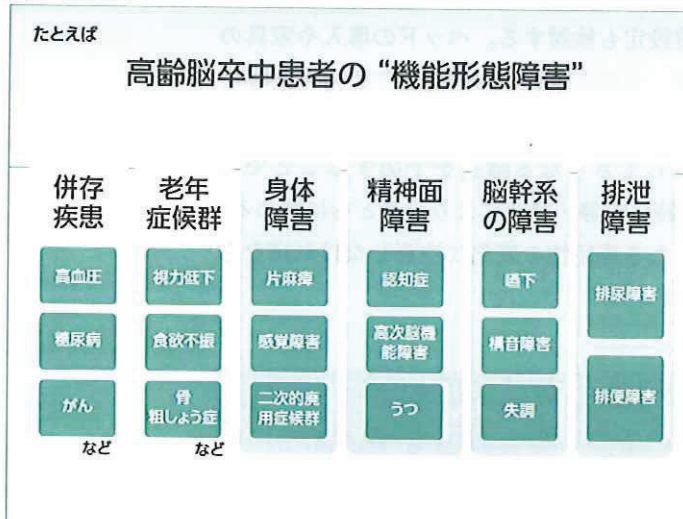 たとえば
高齢脳卒中患者の“機能形態障害”
併存
疾患
高血圧
糖尿病
がん
など
老年
症候群
視力低下
食欲不振
骨
粗しょう症
など
身体
障害
片麻痺
感覚障害
二次的廃
用症候群
精神面
障害
認知症
高次脳機
能障害
うつ
脳幹系
の障害
嚥下
構音障害
失調
排泄
障害
排尿障害
排便障害